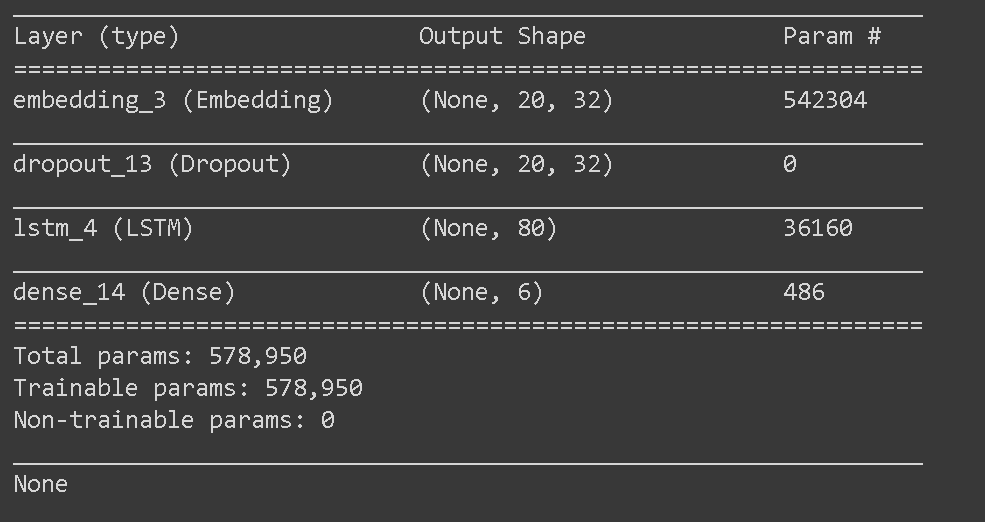 _________________________________________________________________
Layer (type)                 Output Shape              Param #
=================================================================
embedding_3 (Embedding)      (None, 20, 32)            542304
_________________________________________________________________
dropout_13 (Dropout)         (None, 20, 32)            0
_________________________________________________________________
lstm_4 (LSTM)                (None, 80)                36160
_________________________________________________________________
dense_14 (Dense)             (None, 6)                 486
=================================================================
Total params: 578,950
Trainable params: 578,950
Non-trainable params: 0
_________________________________________________________________
None